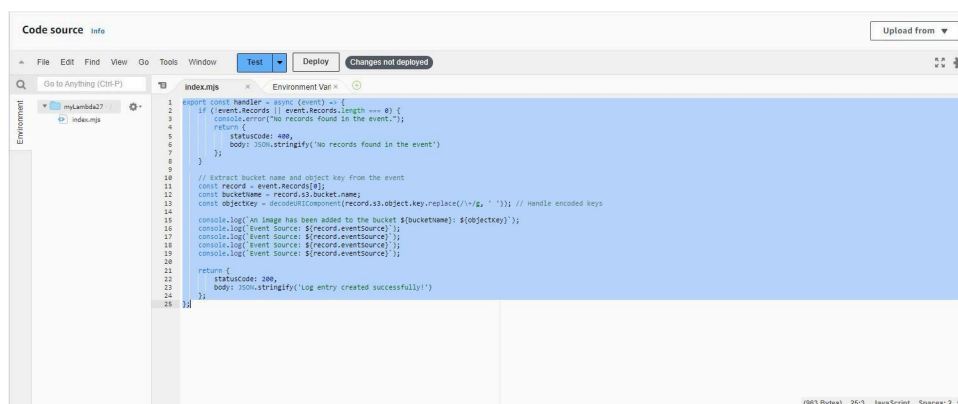 Code source Info
Upload from ▼
File Edit Find View Go Tools Window Test Deploy Changes not deployed
Go to Anything (Ctrl-P)
index.mjs × Environment Vari ×
Environment
myLambda27 - /
index.mjs
1 export const handler = async (event) => {
2 if (!event.Records || event.Records.length === 0) {
3 console.error("No records found in the event.");
4 return {
5 statusCode: 400,
6 body: JSON.stringify('No records found in the event')
7 };
8 }
9
10 // Extract bucket name and object key from the event
11 const record = event.Records[0];
12 const bucketName = record.s3.bucket.name;
13 const objectKey = decodeURIComponent(record.s3.object.key.replace(/\+/g, ' ')); // Handle encoded keys
14
15 console.log(`An image has been added to the bucket ${bucketName}: ${objectKey}`);
16 console.log(`Event Source: ${record.eventSource}`);
17 console.log(`Event Source: ${record.eventSource}`);
18 console.log(`Event Source: ${record.eventSource}`);
19 console.log(`Event Source: ${record.eventSource}`);
20
21 return {
22 statusCode: 200,
23 body: JSON.stringify('Log entry created successfully!')
24 };
25 };
(983 Bytes) 25:3 JavaScript Spaces: 2